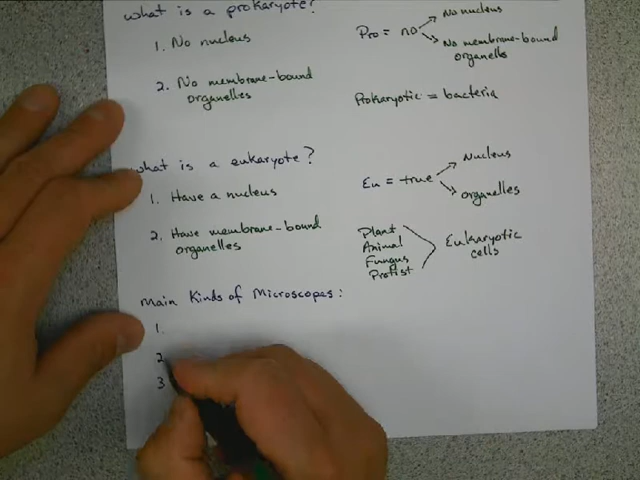 what is a prokaryote?
1. No nucleus
2. No membrane-bound
organelles
Pro = no
No nucleus
No membrane-bound
organells
Prokaryotic = bacteria
what is a eukaryote?
1. Have a nucleus
2. Have membrane-bound
organelles
Eu = true
Nucleus
organelles
Plant
Animal
Fungus
Protist
Eukaryotic
cells
Main Kinds of Microscopes:
1.
2
3